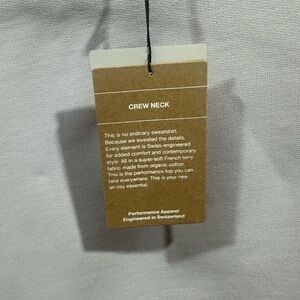 CREW NECK
This is no ordinary sweatshirt.
Because we sweated the details.
Every element is Swiss-engineered
for added comfort and contemporary
style. All in a super-soft French terry
fabric made from organic cotton.
This is the performance top you can
take everywhere. This is your new
all-day essential.
Performance Apparel
Engineered in Switzerland